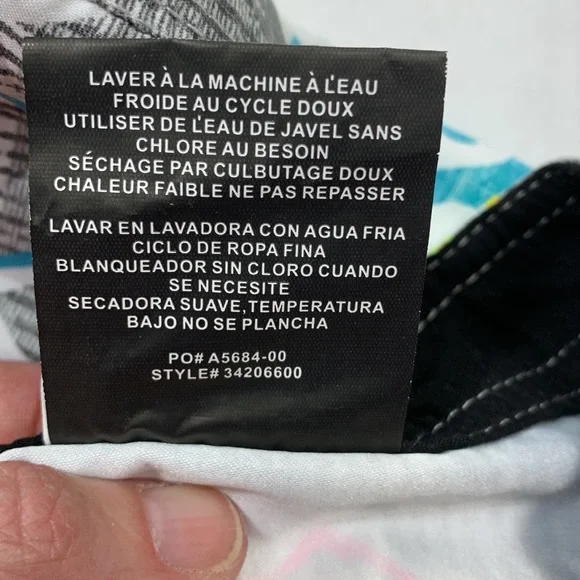 LAVER À LA MACHINE À L'EAU
FROIDE AU CYCLE DOUX
UTILISER DE L'EAU DE JAVEL SANS
CHLORE AU BESOIN
SÉCHAGE PAR CULBUTAGE DOUX
CHALEUR FAIBLE NE PAS REPASSER
LAVAR EN LAVADORA CON AGUA FRIA
CICLO DE ROPA FINA
BLANQUEADOR SIN CLORO CUANDO
SE NECESITE
SECADORA SUAVE,TEMPERATURA
BAJO NO SE PLANCHA
PO# A5684-00
STYLE# 34206600